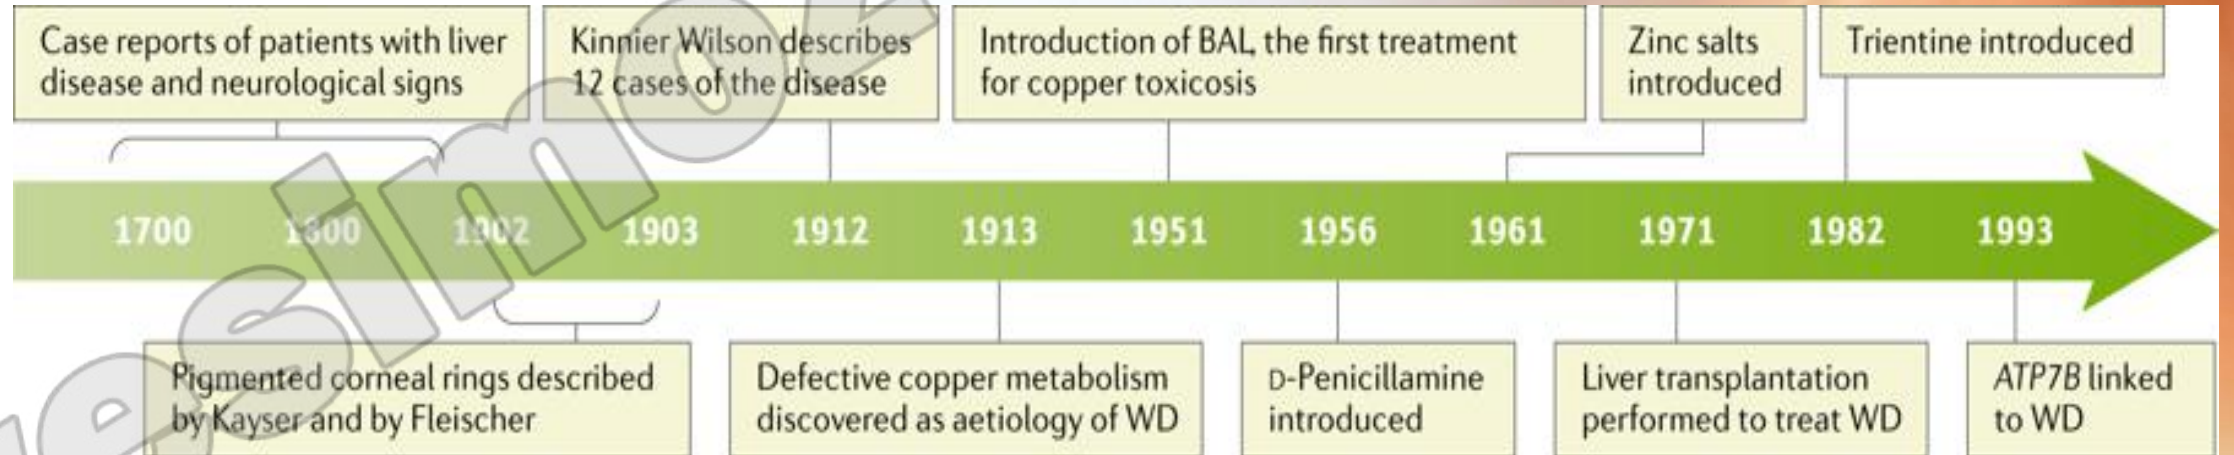 Case reports of patients with liver
disease and neurological signs
Kinnier Wilson describes
12 cases of the disease
Introduction of BAL, the first treatment
for copper toxicosis
Zinc salts
introduced
Trientine introduced
1700 1800 1902 1903 1912 1913 1951 1956 1961 1971 1982 1993
Pigmented corneal rings described
by Kayser and by Fleischer
Defective copper metabolism
discovered as aetiology of WD
D-Penicillamine
introduced
Liver transplantation
performed to treat WD
ATP7B linked
to WD